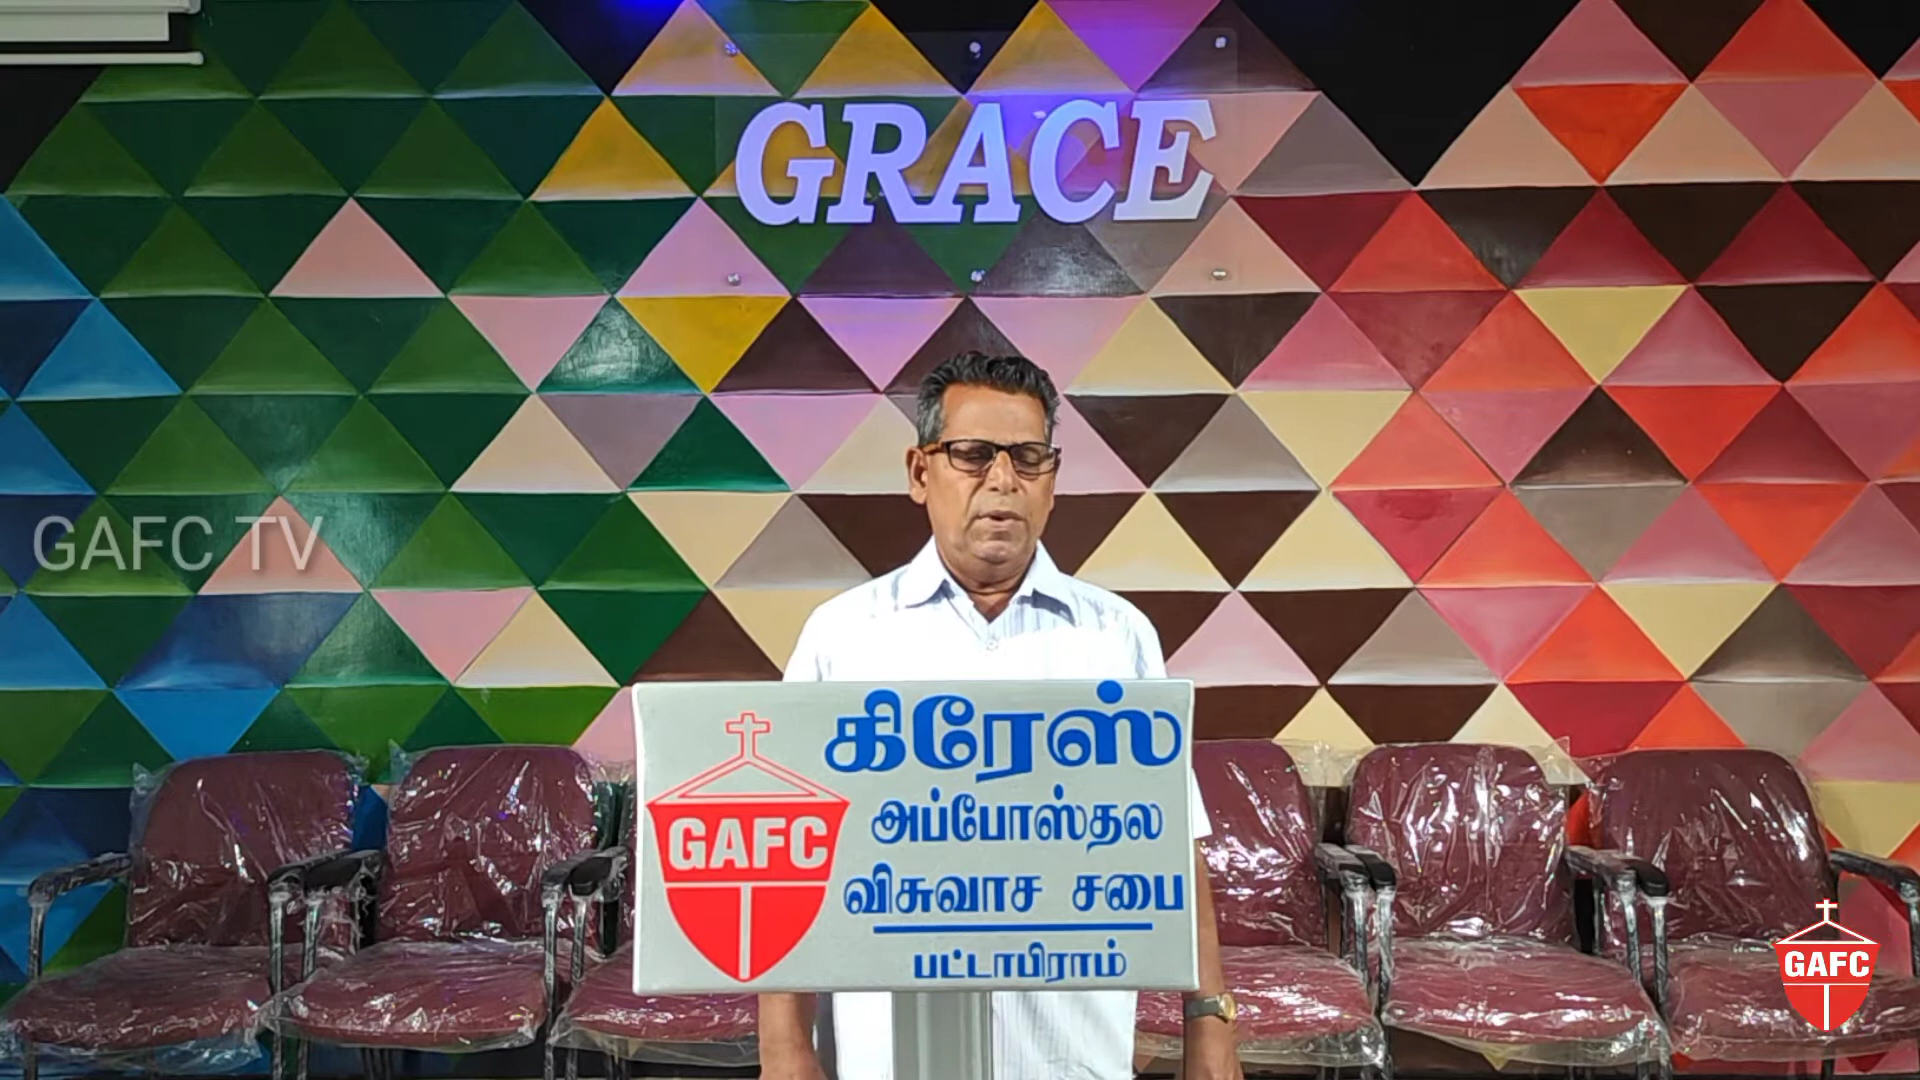 GRACE
GAFC TV
கிரேஸ்
அப்போஸ்தல
GAFC
விசுவாச சபை
பட்டாபிராம்
GAFC